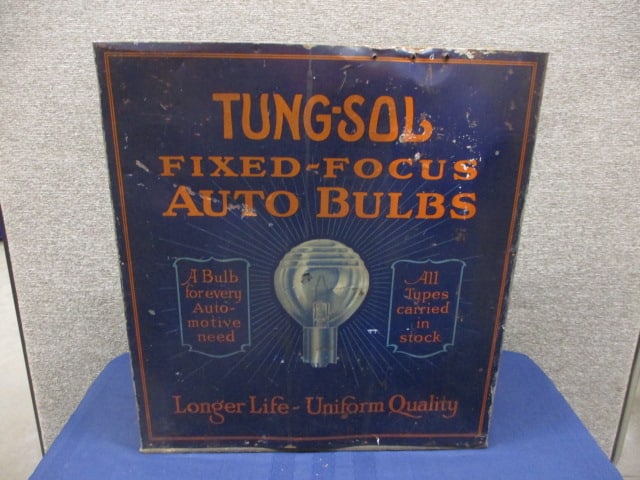 TUNG-SOL
FIXED-FOCUS
AUTO BULBS
A Bulb
for every
Auto-
motive
need
All
Types
carried
in
stock
Longer Life - Uniform Quality